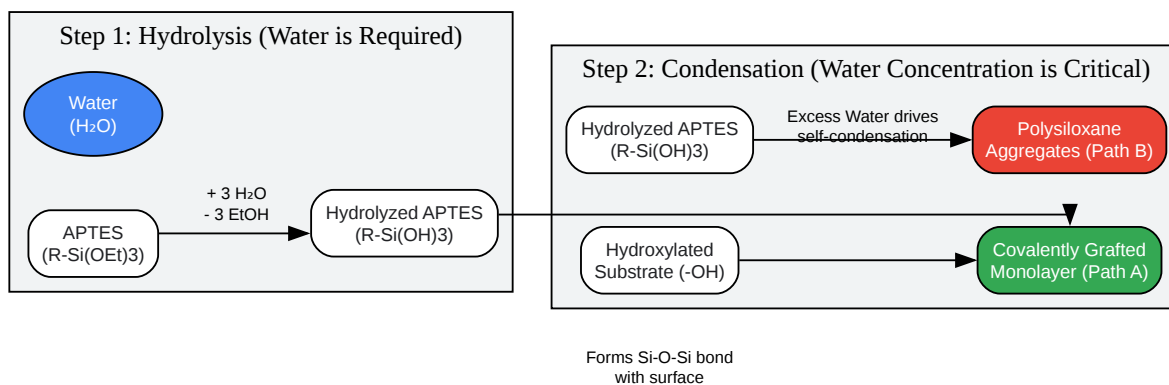 Step 1: Hydrolysis (Water is Required)
Water
(H₂O)
+ 3 H₂O
- 3 EtOH
APTES
(R-Si(OEt)3)
Hydrolyzed APTES
(R-Si(OH)3)
Step 2: Condensation (Water Concentration is Critical)
Hydrolyzed APTES
(R-Si(OH)3)
Excess Water drives
self-condensation
Polysiloxane
Aggregates (Path B)
Hydroxylated
Substrate (-OH)
Covalently Grafted
Monolayer (Path A)
Forms Si-O-Si bond
with surface